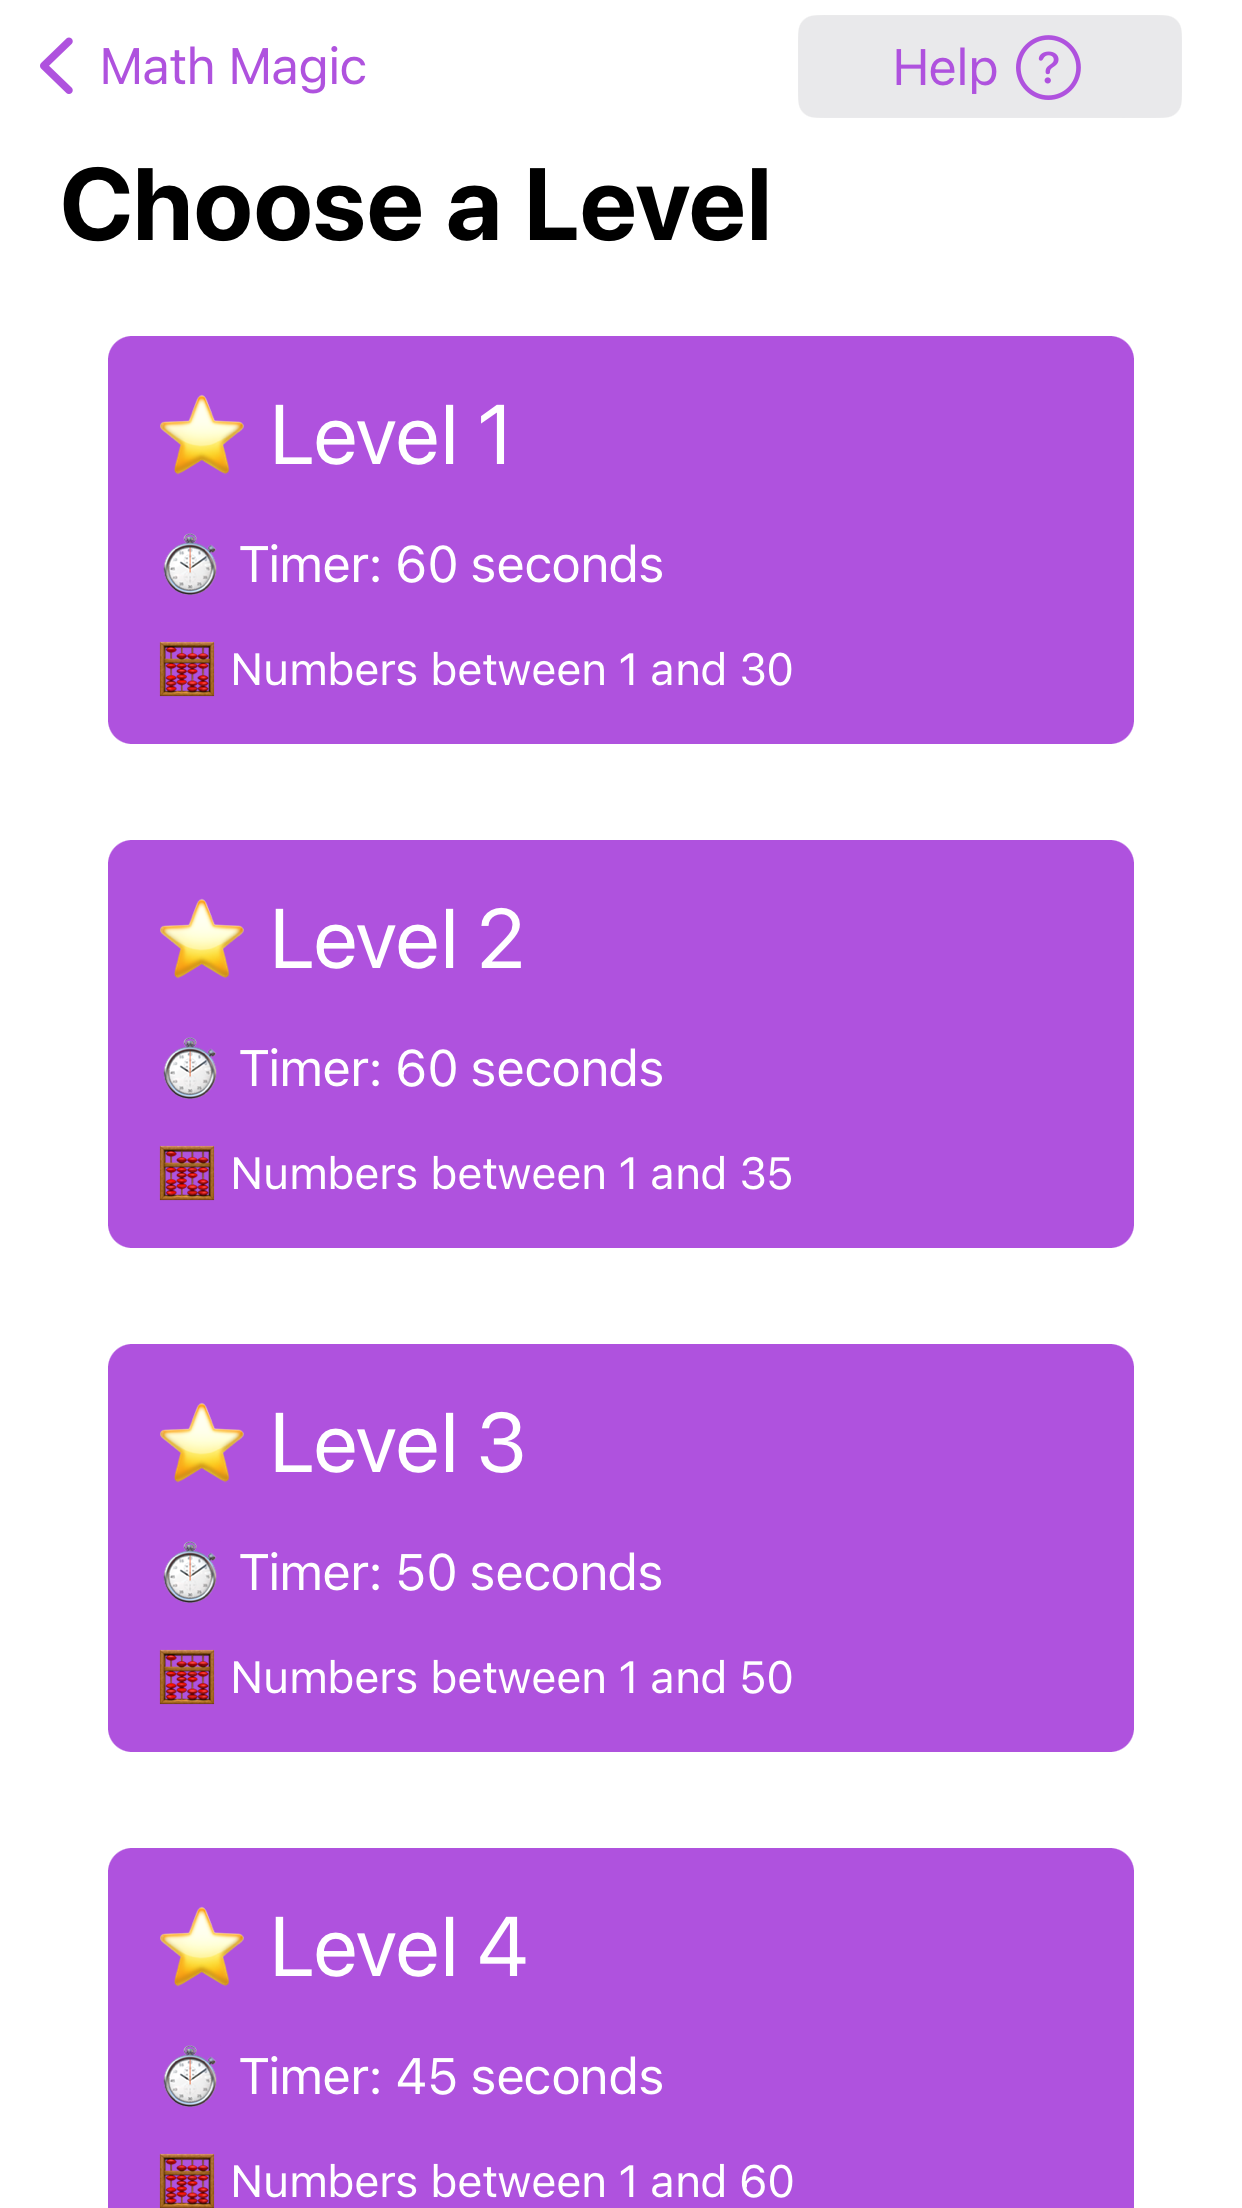 Math Magic
Help ?
Choose a Level
Level 1
Timer: 60 seconds
Numbers between 1 and 30
Level 2
Timer: 60 seconds
Numbers between 1 and 35
Level 3
Timer: 50 seconds
Numbers between 1 and 50
Level 4
Timer: 45 seconds
Numbers between 1 and 60